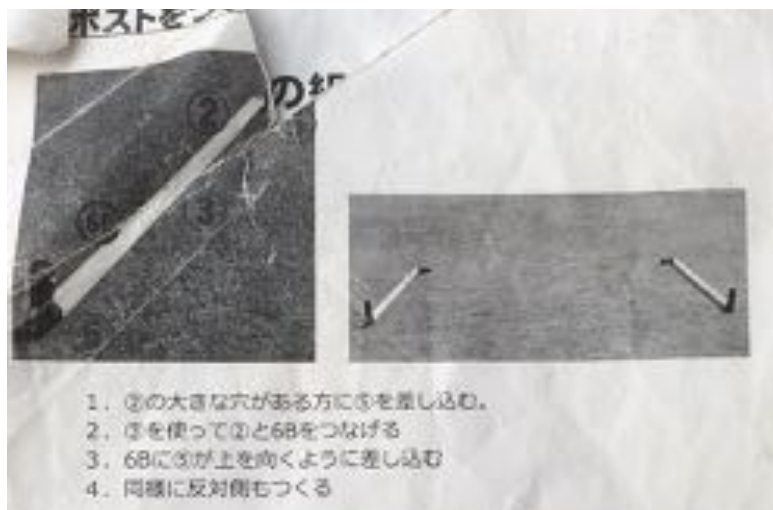 ポストを
の
②
③
1. ②の大きな穴がある方に⑤を差し込む。
2. ③を使って②と6Bをつなげる
3. 6Bに⑤が上を向くように差し込む
4. 同様に反対側もつくる